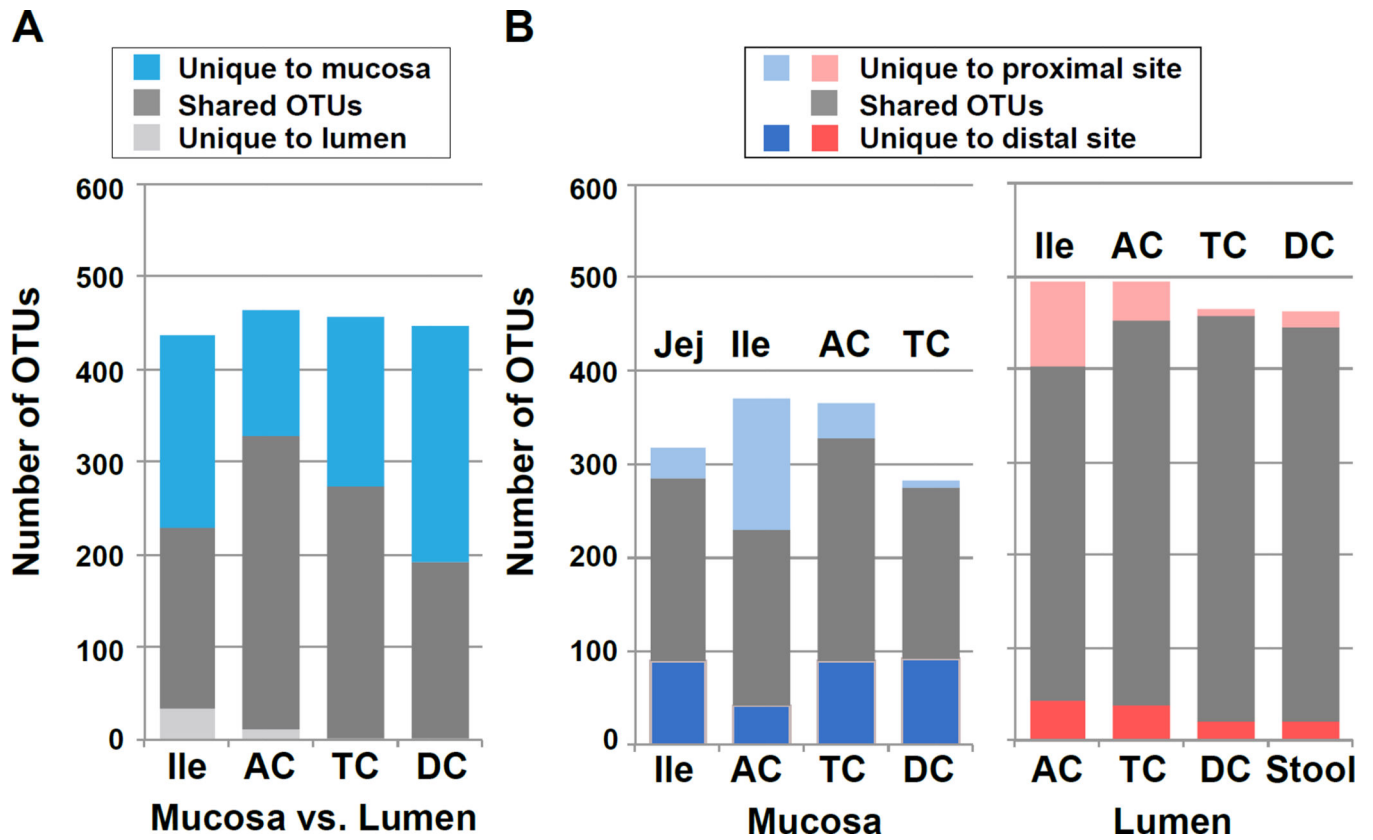 A
Unique to mucosa
Shared OTUs
Unique to lumen
Number of OTUs
600
500
400
300
200
100
0
Ile AC TC DC
Mucosa vs. Lumen
B
Unique to proximal site
Shared OTUs
Unique to distal site
Number of OTUs
600
500
400
300
200
100
0
Jej Ile AC TC
Ile AC TC DC
Mucosa
Ile AC TC DC
AC TC DC Stool
Lumen